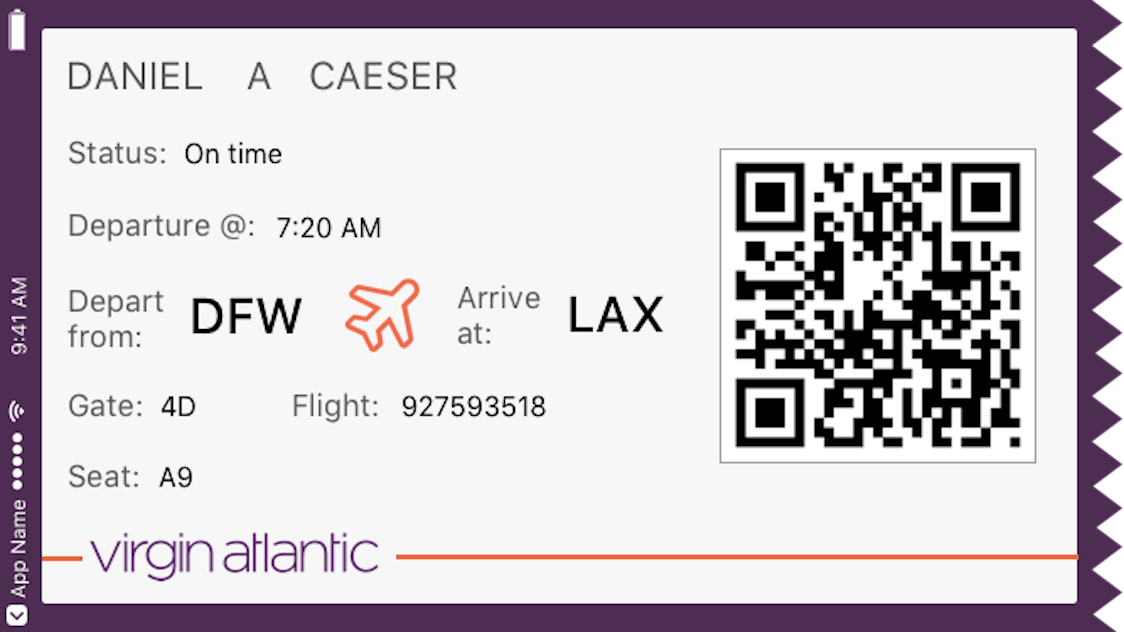 DANIEL A CAESER
Status: On time
Departure @: 7:20 AM
Depart from: DFW
Arrive at: LAX
Gate: 4D Flight: 927593518
Seat: A9
virgin atlantic
App Name 9:41 AM